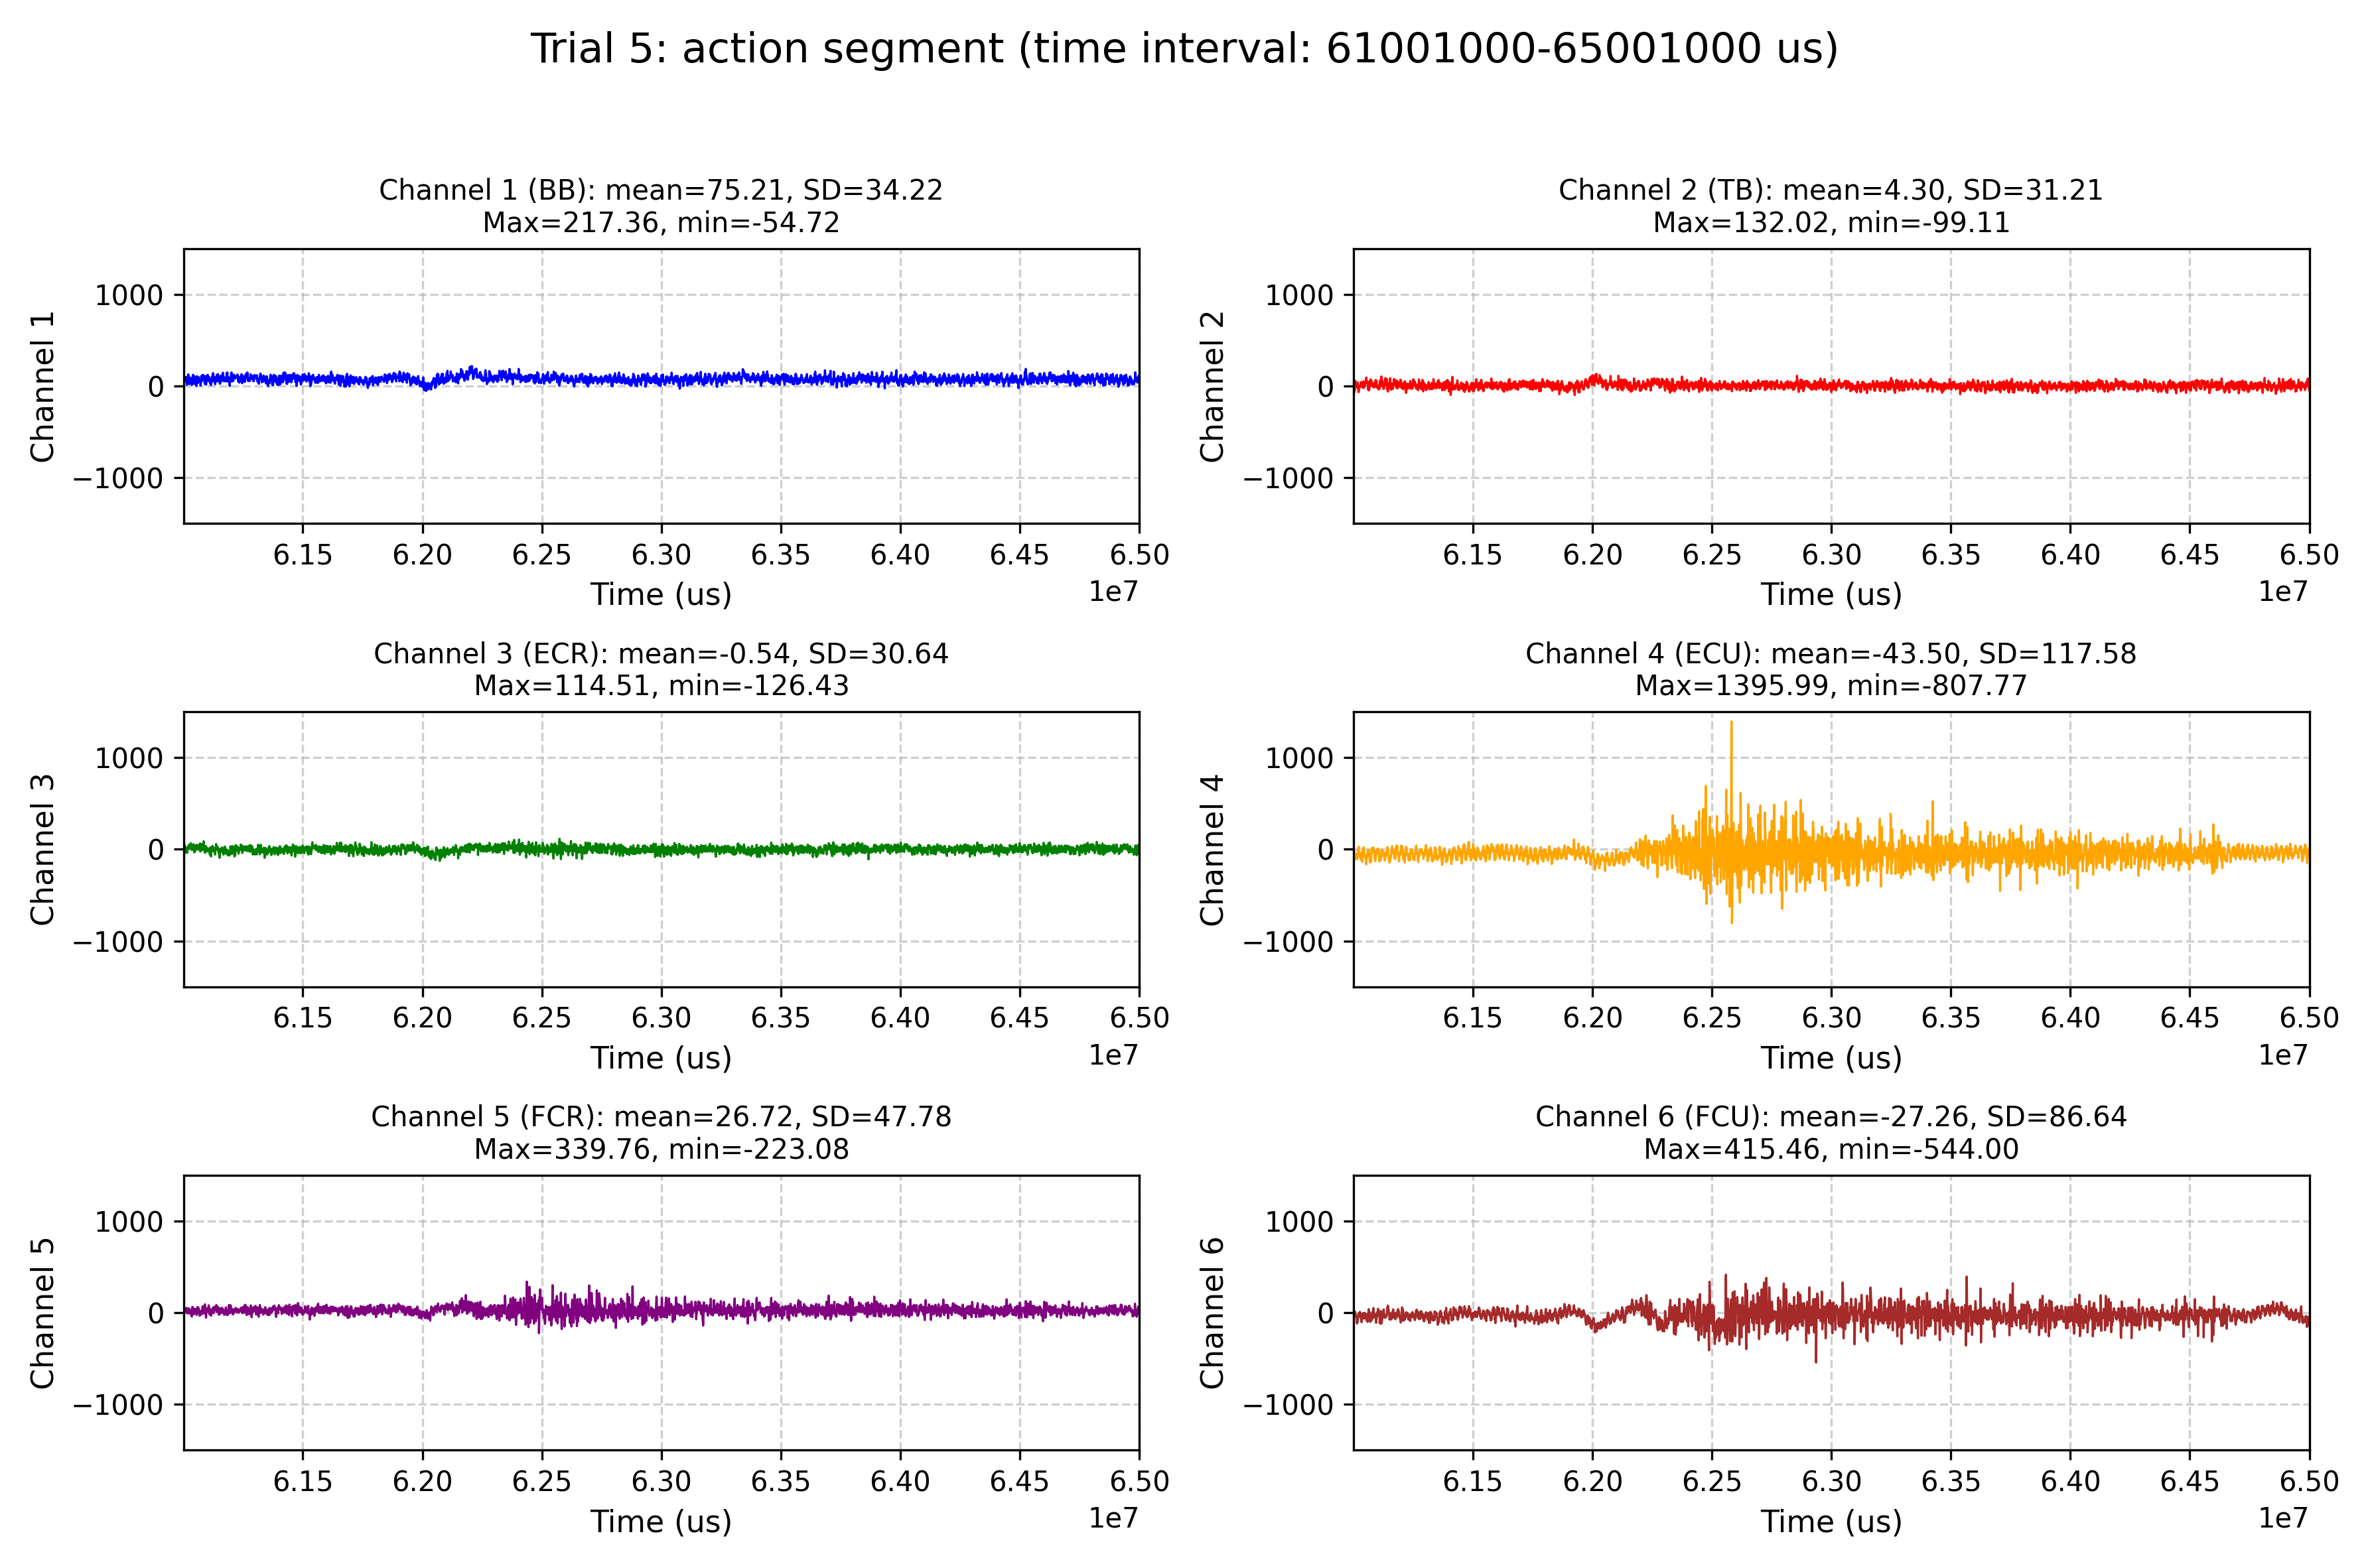 Trial 5: action segment (time interval: 61001000-65001000 us)
Channel 1 (BB): mean=75.21, SD=34.22
Max=217.36, min=-54.72
Channel 1
1000
0
−1000
6.15 6.20 6.25 6.30 6.35 6.40 6.45 6.50
1e7
Time (us)
Channel 2 (TB): mean=4.30, SD=31.21
Max=132.02, min=-99.11
Channel 2
1000
0
−1000
6.15 6.20 6.25 6.30 6.35 6.40 6.45 6.50
1e7
Time (us)
Channel 3 (ECR): mean=-0.54, SD=30.64
Max=114.51, min=-126.43
Channel 3
1000
0
−1000
6.15 6.20 6.25 6.30 6.35 6.40 6.45 6.50
1e7
Time (us)
Channel 4 (ECU): mean=-43.50, SD=117.58
Max=1395.99, min=-807.77
Channel 4
1000
0
−1000
6.15 6.20 6.25 6.30 6.35 6.40 6.45 6.50
1e7
Time (us)
Channel 5 (FCR): mean=26.72, SD=47.78
Max=339.76, min=-223.08
Channel 5
1000
0
−1000
6.15 6.20 6.25 6.30 6.35 6.40 6.45 6.50
1e7
Time (us)
Channel 6 (FCU): mean=-27.26, SD=86.64
Max=415.46, min=-544.00
Channel 6
1000
0
−1000
6.15 6.20 6.25 6.30 6.35 6.40 6.45 6.50
1e7
Time (us)